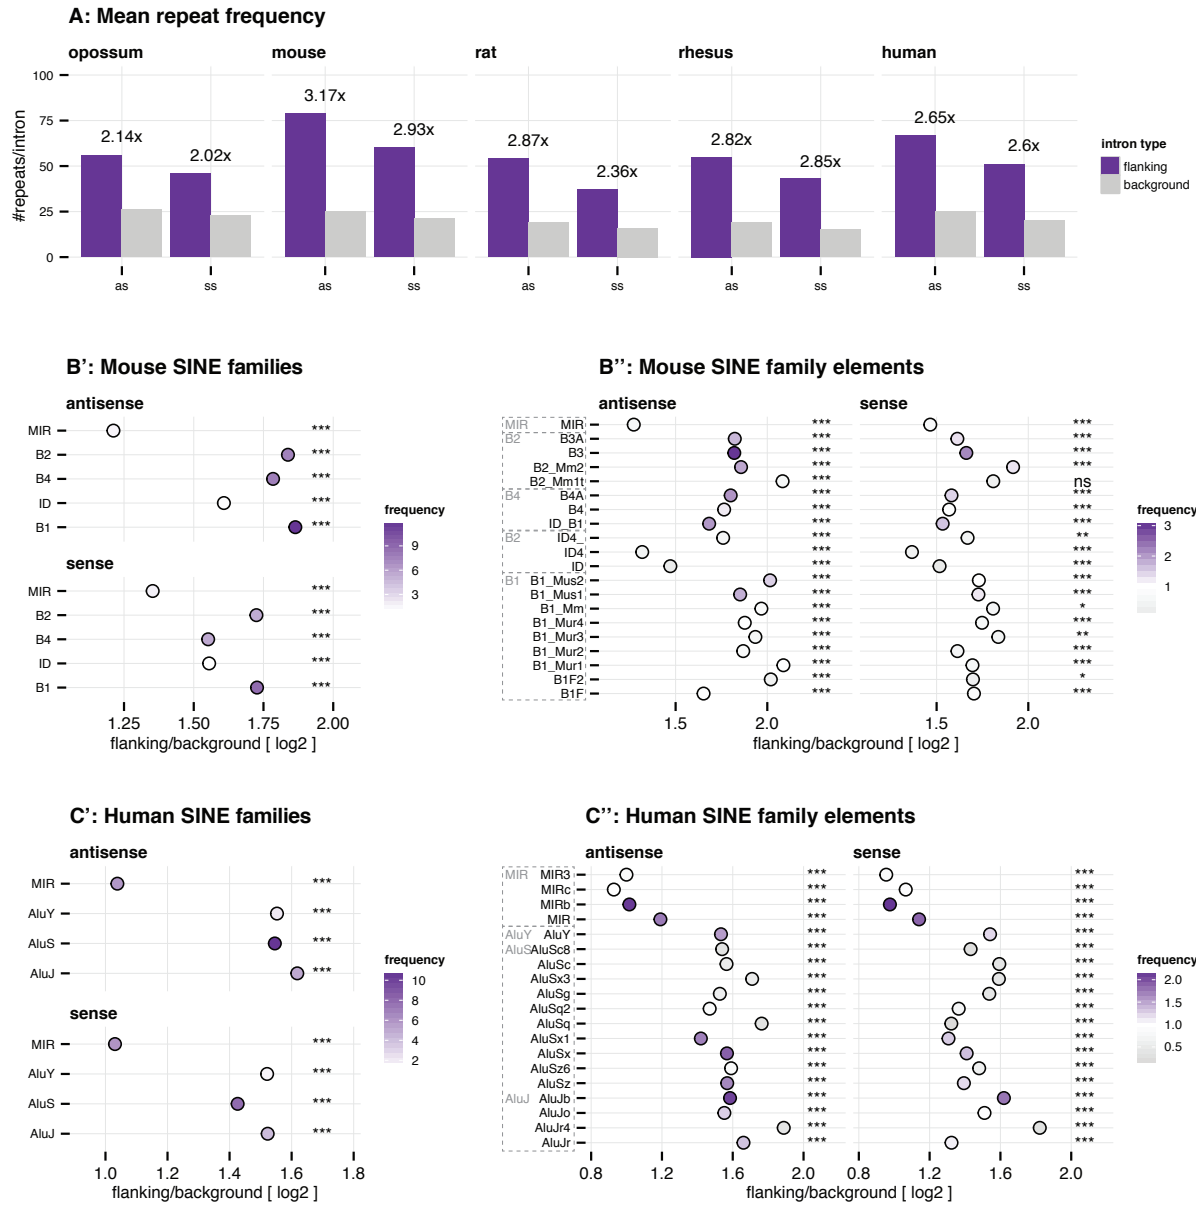 A: Mean repeat frequency
opossum mouse rat rhesus human
#repeats/intron
100
75
50
25
0
2.14x 2.02x 3.17x 2.93x 2.87x 2.36x 2.82x 2.85x 2.65x 2.6x
as ss as ss as ss as ss as ss
intron type
flanking
background
B': Mouse SINE families
antisense
MIR ***
B2 ***
B4 ***
ID ***
B1 ***
sense
MIR ***
B2 ***
B4 ***
ID ***
B1 ***
1.25 1.50 1.75 2.00
flanking/background [ log2 ]
frequency
9
6
3
B'': Mouse SINE family elements
antisense sense
MIR MIR *** ***
B2 B3A *** ***
B3 *** ***
B2_Mm2 *** ***
B2_Mm1t *** ns
B4 B4A *** ***
B4 *** ***
ID_B1 *** ***
B2 ID4_ *** **
ID4 *** ***
ID *** ***
B1 B1_Mus2 *** ***
B1_Mus1 *** ***
B1_Mm *** *
B1_Mur4 *** ***
B1_Mur3 *** **
B1_Mur2 *** ***
B1_Mur1 *** ***
B1F2 *** *
B1F *** ***
1.5 2.0 1.5 2.0
flanking/background [ log2 ]
frequency
3
2
1
C': Human SINE families
antisense
MIR ***
AluY ***
AluS ***
AluJ ***
sense
MIR ***
AluY ***
AluS ***
AluJ ***
1.0 1.2 1.4 1.6 1.8
flanking/background [ log2 ]
frequency
10
8
6
4
2
C'': Human SINE family elements
antisense sense
MIR MIR3 *** ***
MIRc *** ***
MIRb *** ***
MIR *** ***
AluY AluY *** ***
AluS AluSc8 *** ***
AluSc *** ***
AluSx3 *** ***
AluSg *** ***
AluSq2 *** ***
AluSq *** ***
AluSx1 *** ***
AluSx *** ***
AluSz6 *** ***
AluSz *** ***
AluJ AluJb *** ***
AluJo *** ***
AluJr4 *** ***
AluJr *** ***
0.8 1.2 1.6 2.0 0.8 1.2 1.6 2.0
flanking/background [ log2 ]
frequency
2.0
1.5
1.0
0.5